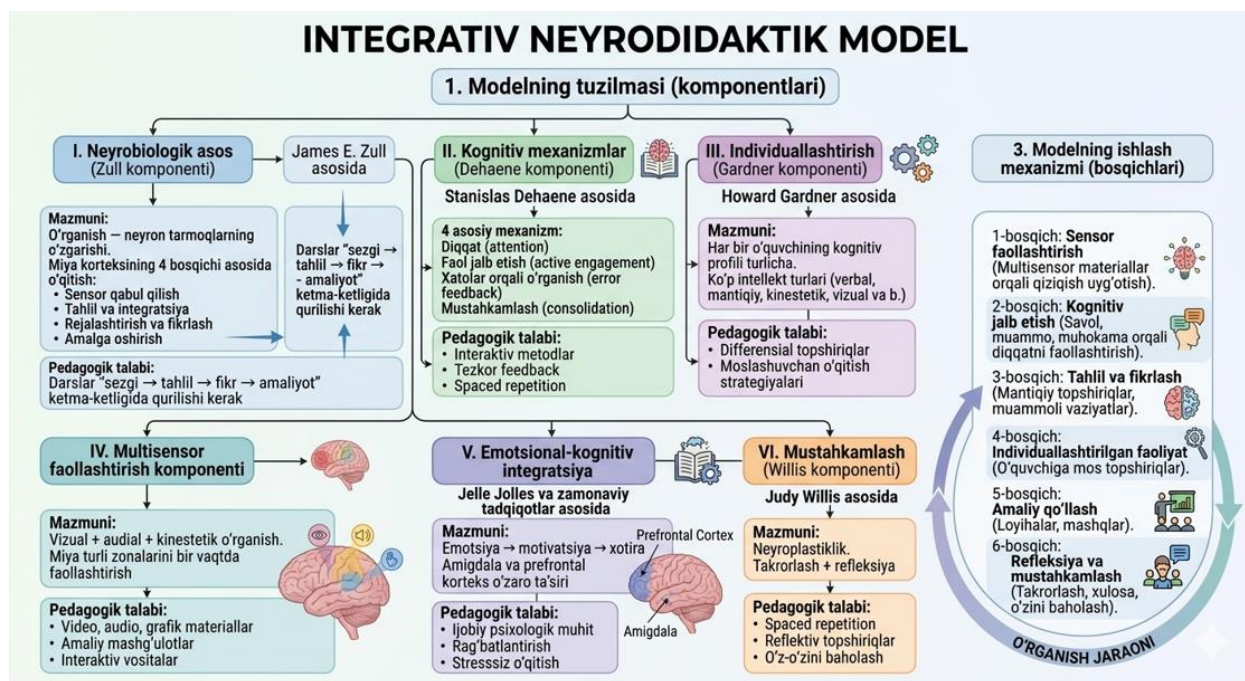 INTEGRATIV NEYRODIDAKTIK MODEL
1. Modelning tuzilmasi (komponentlari)
I. Neyrobiologik asos
(Zull komponenti)
James E. Zull
asosida
Mazmuni:
O'rganish — neyron tarmoqlarning
o'zgarishi.
Miya korteksining 4 bosqichi asosida
o'qitish:
• Sensor qabul qilish
• Tahlil va integratsiya
• Rejalashtirish va fikrlash
• Amalga oshirish
Darslar "sezgi →
tahlil → fikr →
- amaliyot"
ketma-ketligida
qurilishi kerak
Pedagogik talabi:
Darslar "sezgi → tahlil → fikr → amaliyot"
ketma-ketligida qurilishi kerak
II. Kognitiv mexanizmlar
(Dehaene komponenti)
Stanislas Dehaene asosida
4 asosiy mexanizm:
Diqqat (attention)
Faol jalb etish (active engagement)
Xatolar orqali o'rganish (error
feedback)
Mustahkamlash (consolidation)
Pedagogik talabi:
• Interaktiv metodlar
• Tezkor feedback
• Spaced repetition
III. Individuallashtirish
(Gardner komponenti)
Howard Gardner asosida
Mazmuni:
Har bir o'quvchining kognitiv
profili turlicha.
Ko'p intellekt turlari (verbal,
mantiqiy, kinestetik, vizual va b.)
Pedagogik talabi:
• Differensial topshiriqlar
• Moslashuvchan o'qitish
strategiyalari
IV. Multisensor
faollashtirish komponenti
Mazmuni:
Vizual + audial + kinestetik o'rganish.
Miya turli zonalarini bir vaqtda
faollashtirish
Pedagogik talabi:
• Video, audio, grafik materiallar
• Amaliy mashg'ulotlar
• Interaktiv vositalar
V. Emotsional-kognitiv
integratsiya
Jelle Jolles va zamonaviy
tadqiqotlar asosida
Mazmuni:
Emotsiya → motivatsiya → xotira
Amigdala va prefrontal
korteks o'zaro ta'siri
Prefrontal Cortex
Amigdala
Pedagogik talabi:
• Ijobiy psixologik muhit
• Rag'batlantirish
• Stresssiz o'qitish
VI. Mustahkamlash
(Willis komponenti)
Judy Willis asosida
Mazmuni:
Neyroplastiklik.
Takrorlash + refleksiya
Pedagogik talabi:
• Spaced repetition
• Reflektiv topshiriqlar
• O'z-o'zini baholash
3. Modelning ishlash
mexanizmi (bosqichlari)
1-bosqich: Sensor
faollashtirish
(Multisensor materiallar
orqali qiziqish uyg'otish).
2-bosqich: Kognitiv
jalb etish (Savol,
muammo, muhokama orqali
diqqatni faollashtirish).
3-bosqich: Tahlil va fikrlash
(Mantiqiy topshiriqlar,
muammoli vaziyatlar).
4-bosqich:
Individuallashtirilgan faoliyat
(O'quvchiga mos topshiriqlar).
5-bosqich:
Amaliy qo'llash
(Loyihalar, mashqlar).
6-bosqich:
Refleksiya va
mustahkamlash
(Takrorlash, xulosa,
o'zini baholash).
O'RGANISH JARAONI